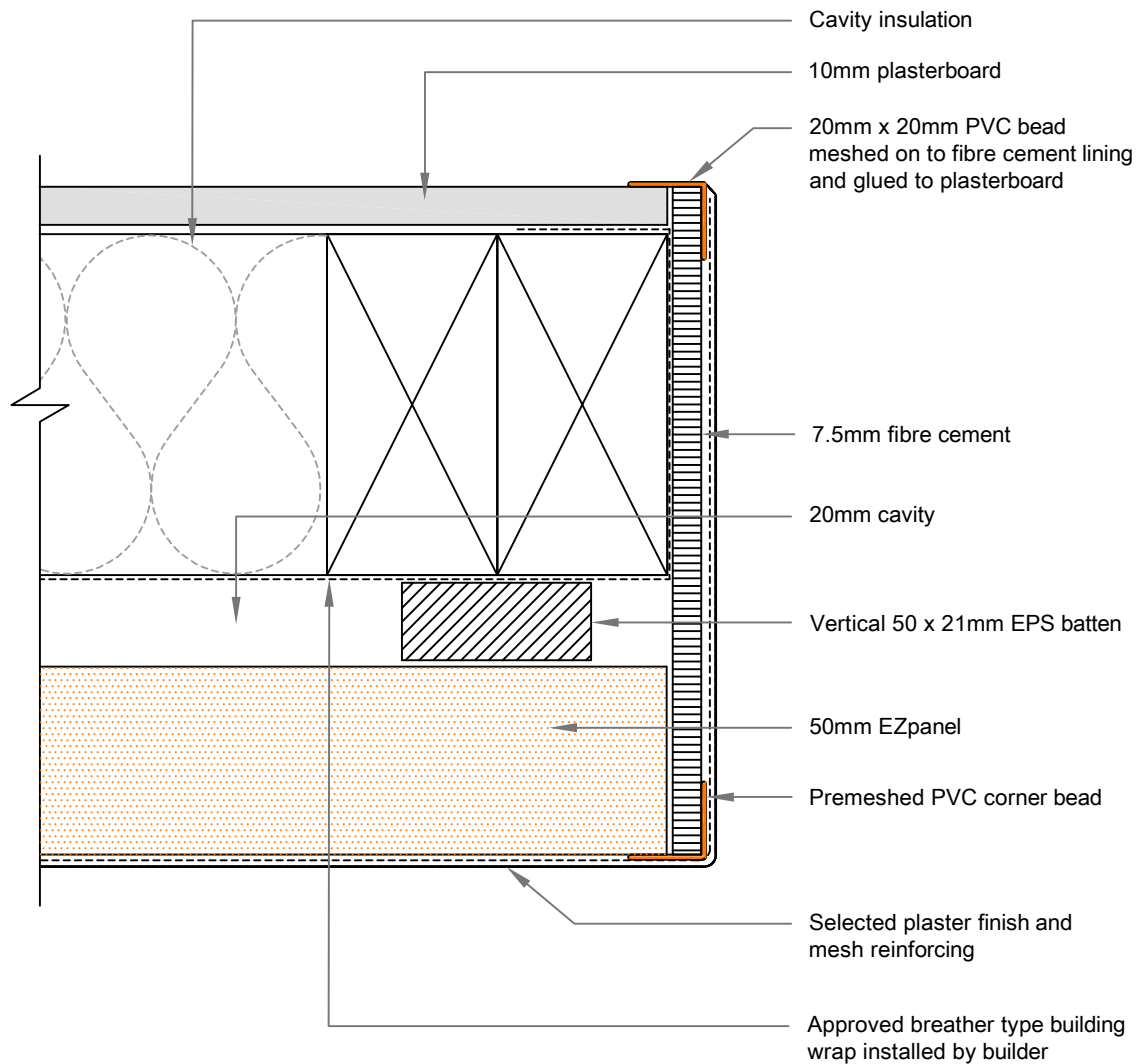 Cavity insulation
10mm plasterboard
20mm x 20mm PVC bead
meshed on to fibre cement lining
and glued to plasterboard
7.5mm fibre cement
20mm cavity
Vertical 50 x 21mm EPS batten
50mm EZpanel
Premeshed PVC corner bead
Selected plaster finish and
mesh reinforcing
Approved breather type building
wrap installed by builder